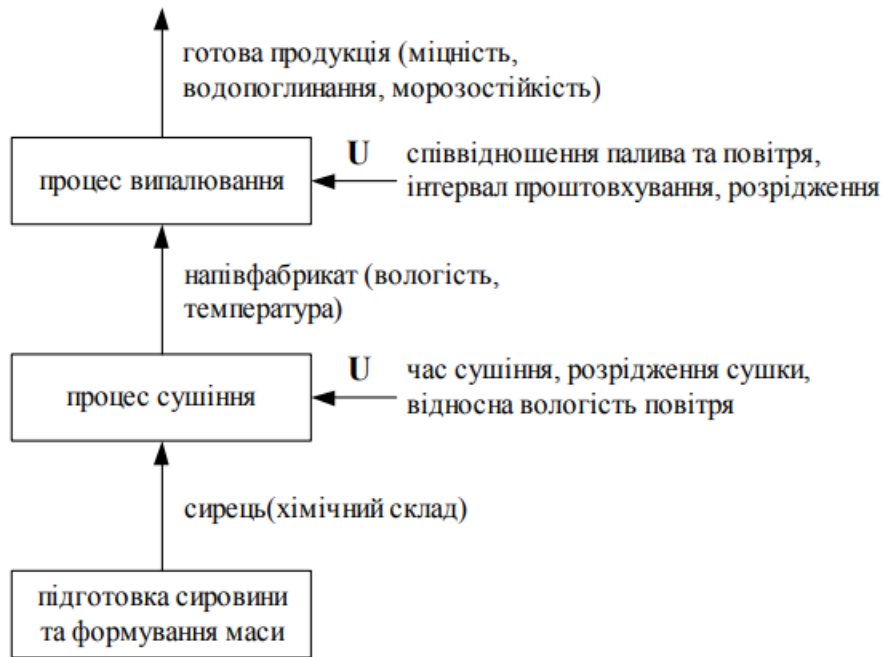 готова продукція (міцність,
водопоглинання, морозостійкість)
процес випалювання
U
співвідношення палива та повітря,
інтервал проштовхування, розрідження
напівфабрикат (вологість,
температура)
процес сушіння
U
час сушіння, розрідження сушки,
відносна вологість повітря
сирець(хімічний склад)
підготовка сировини
та формування маси